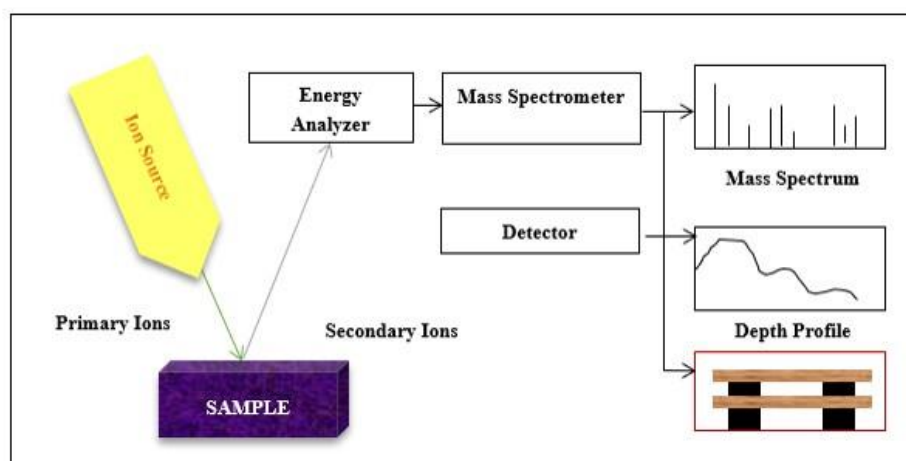 Ion Source
Energy
Analyzer
Mass Spectrometer
Mass Spectrum
Detector
Primary Ions
Secondary Ions
Depth Profile
SAMPLE